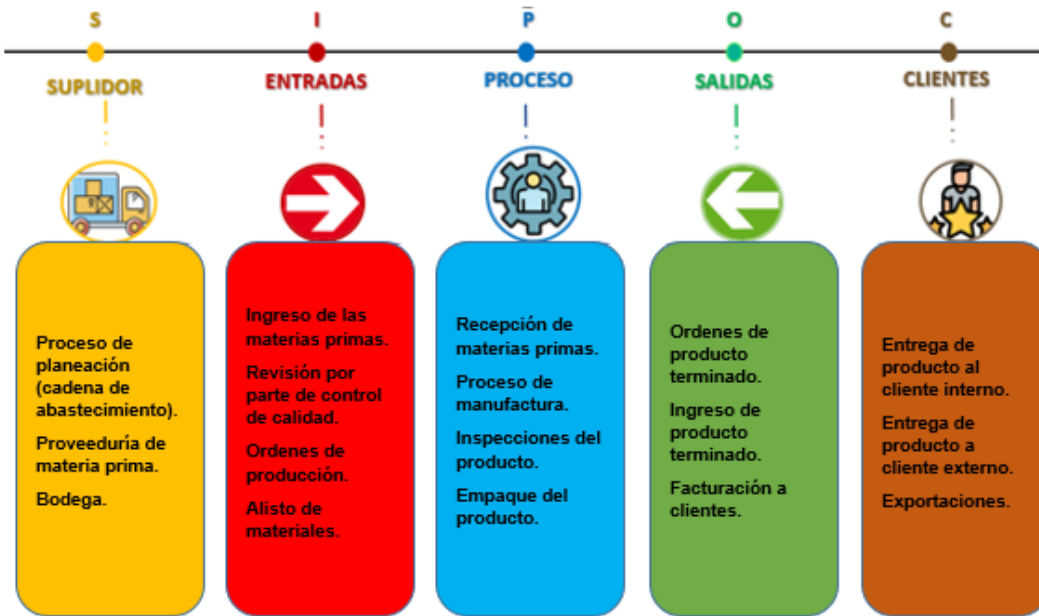 S
I
P
O
C
SUPLIDOR
ENTRADAS
PROCESO
SALIDAS
CLIENTES
Proceso de
planeación
(cadena de
abastecimiento).
Proveeduría de
materia prima.
Bodega.
Ingreso de las
materias primas.
Revisión por
parte de control
de calidad.
Ordenes de
producción.
Alisto de
materiales.
Recepción de
materias primas.
Proceso de
manufactura.
Inspecciones del
producto.
Empaque del
producto.
Ordenes de
producto
terminado.
Ingreso de
producto
terminado.
Facturación a
clientes.
Entrega de
producto al
cliente interno.
Entrega de
producto a
cliente externo.
Exportaciones.